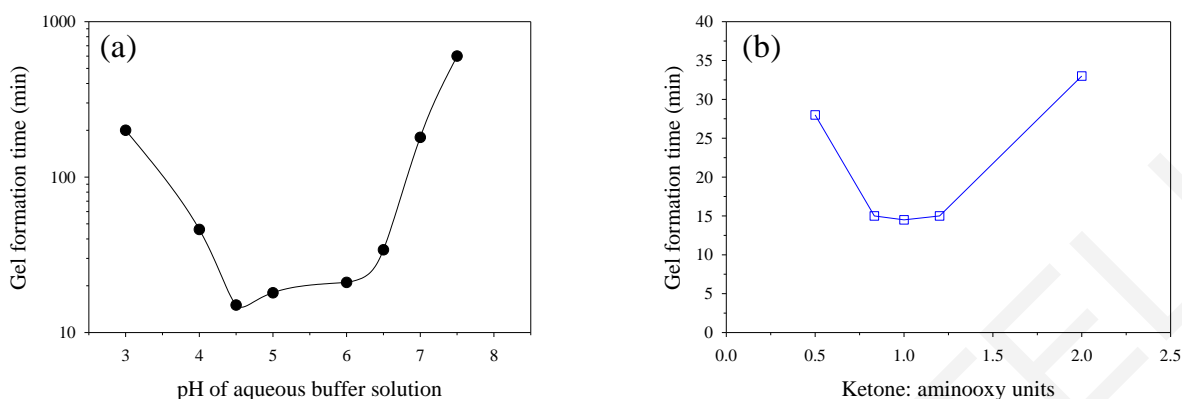 (a)
Gel formation time (min)
1000
100
10
3 4 5 6 7 8
pH of aqueous buffer solution
(b)
Gel formation time (min)
40
35
30
25
20
15
10
5
0
0.0 0.5 1.0 1.5 2.0 2.5
Ketone: aminooxy units